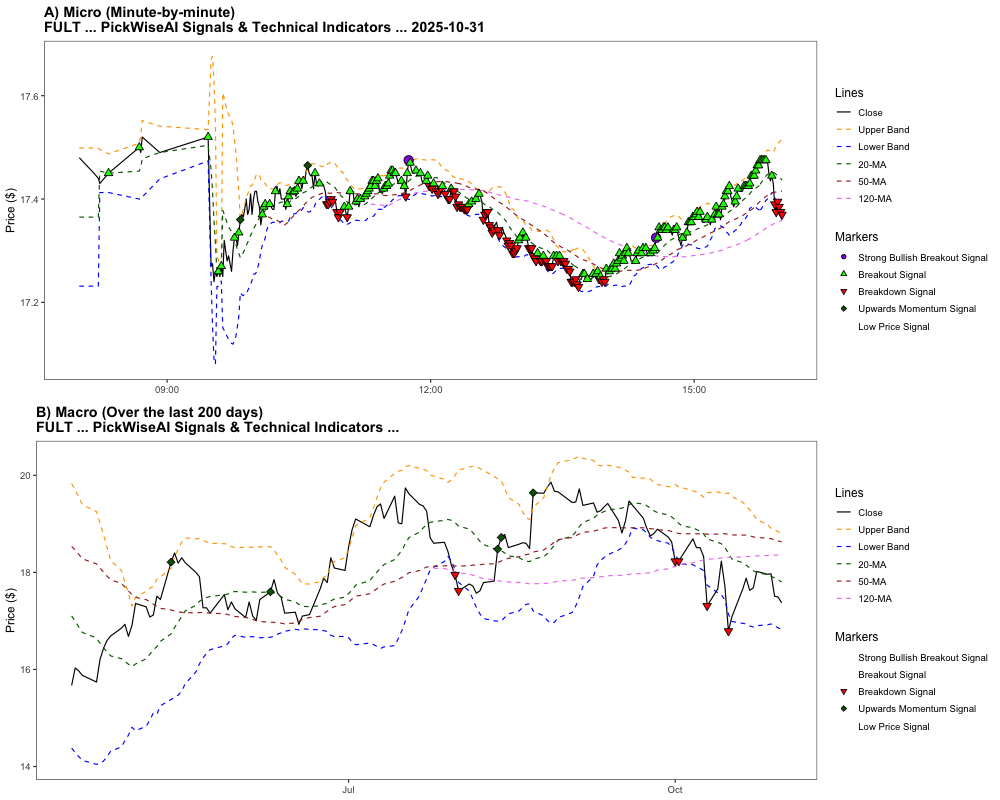 A) Micro (Minute-by-minute)
FULT ... PickWiseAI Signals & Technical Indicators ... 2025-10-31
Price ($)
17.6
17.4
17.2
09:00
12:00
15:00
Lines
Close
Upper Band
Lower Band
20-MA
50-MA
120-MA
Markers
Strong Bullish Breakout Signal
Breakout Signal
Breakdown Signal
Upwards Momentum Signal
Low Price Signal
B) Macro (Over the last 200 days)
FULT ... PickWiseAI Signals & Technical Indicators ...
Price ($)
20
18
16
14
Jul
Oct
Lines
Close
Upper Band
Lower Band
20-MA
50-MA
120-MA
Markers
Strong Bullish Breakout Signal
Breakout Signal
Breakdown Signal
Upwards Momentum Signal
Low Price Signal